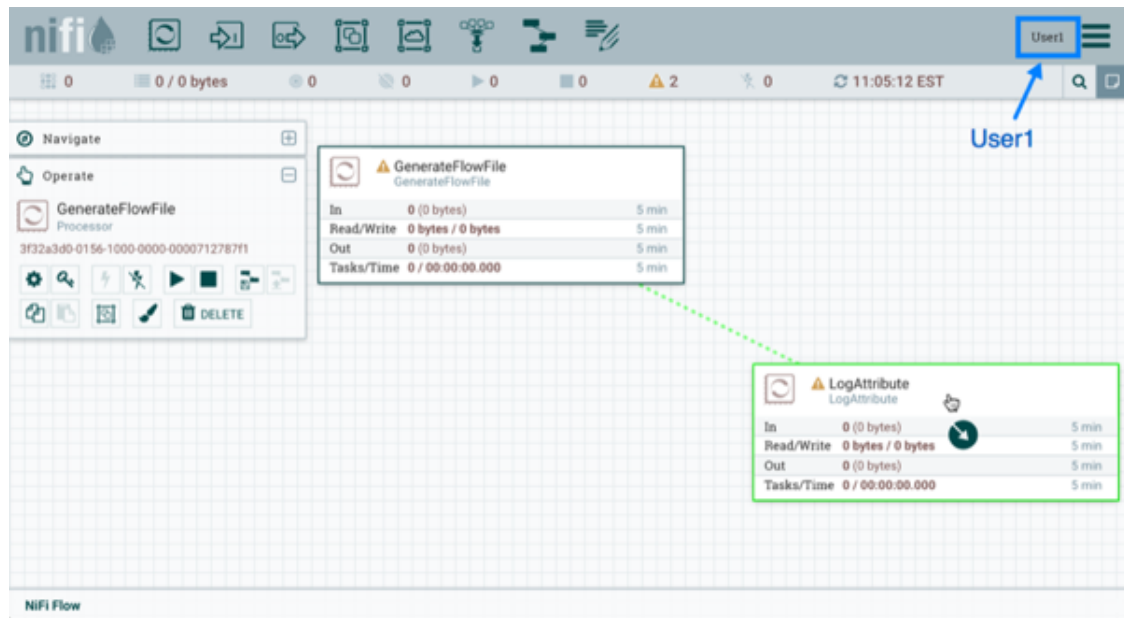 nifi
User1
0
0 / 0 bytes
0
0
0
0
2
0
11:05:12 EST
User1
Navigate
Operate
GenerateFlowFile
Processor
3f32a3d0-0156-1000-0000-0000712787f1
DELETE
GenerateFlowFile
GenerateFlowFile
In 0 (0 bytes) 5 min
Read/Write 0 bytes / 0 bytes 5 min
Out 0 (0 bytes) 5 min
Tasks/Time 0 / 00:00:00.000 5 min
LogAttribute
LogAttribute
In 0 (0 bytes) 5 min
Read/Write 0 bytes / 0 bytes 5 min
Out 0 (0 bytes) 5 min
Tasks/Time 0 / 00:00:00.000 5 min
NiFi Flow